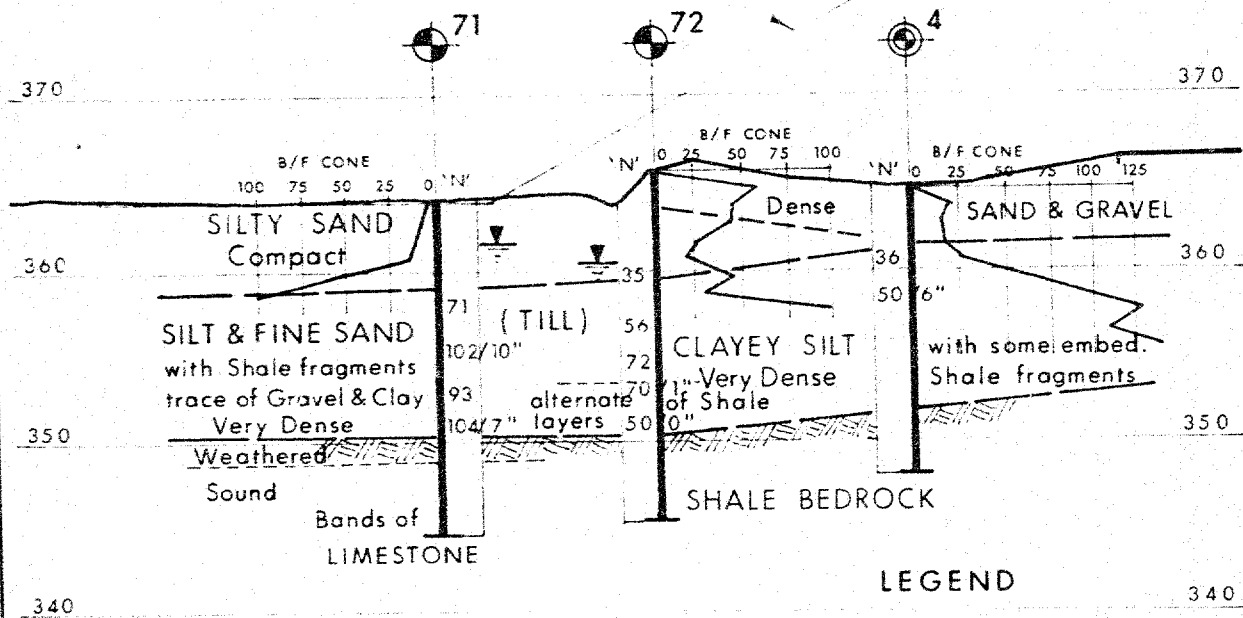 71 72 4
370 370
B/F CONE
'N' 0 25 50 75 100
B/F CONE
100 75 50 25 0 'N'
B/F CONE
'N' 0 25 50 75 100 125
SILTY SAND
Compact
Dense
SAND & GRAVEL
360 360
35
36
50/6"
71
(TILL)
56
SILT & FINE SAND
with Shale fragments
trace of Gravel & Clay
Very Dense
102/10"
93
104/7"
72
70/1"
50/0"
CLAYEY SILT
Very Dense
alternate layers of Shale
with some embed.
Shale fragments
350 350
Weathered
Sound
Bands of
LIMESTONE
SHALE BEDROCK
LEGEND
340 340